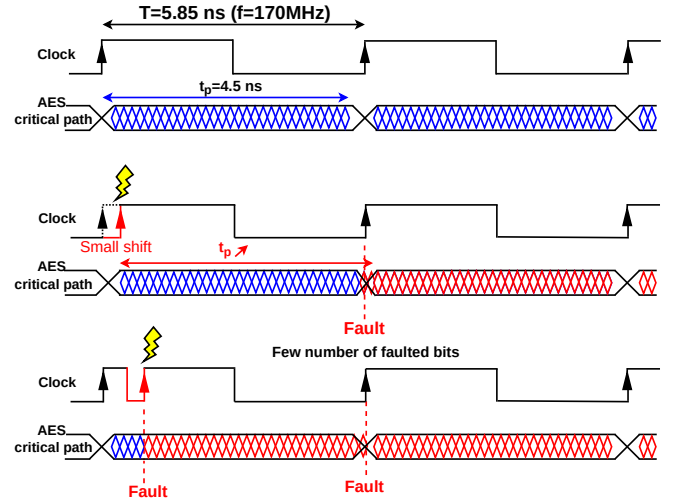 T=5.85 ns (f=170MHz)
Clock
tp=4.5 ns
AES
critical path
Clock
Small shift
tp
AES
critical path
Fault
Few number of faulted bits
Clock
AES
critical path
Fault
Fault